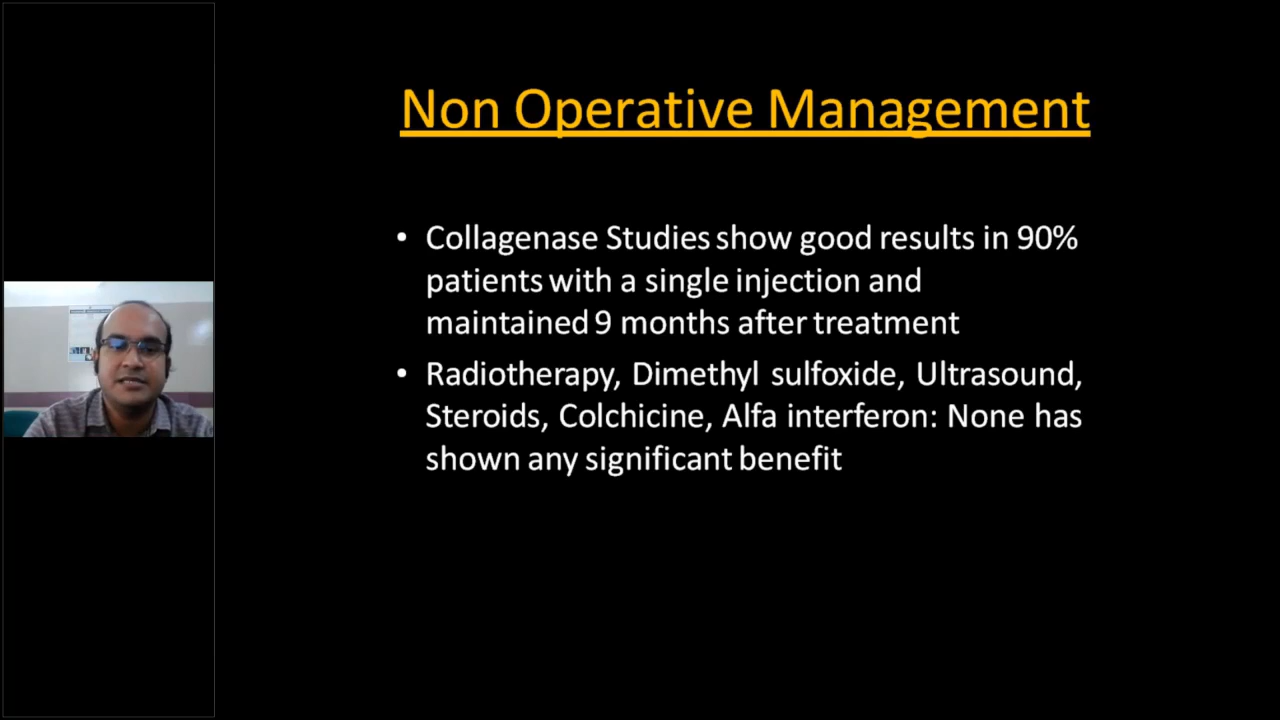 Non Operative Management
• Collagenase Studies show good results in 90%
patients with a single injection and
maintained 9 months after treatment
• Radiotherapy, Dimethyl sulfoxide, Ultrasound,
Steroids, Colchicine, Alfa interferon: None has
shown any significant benefit